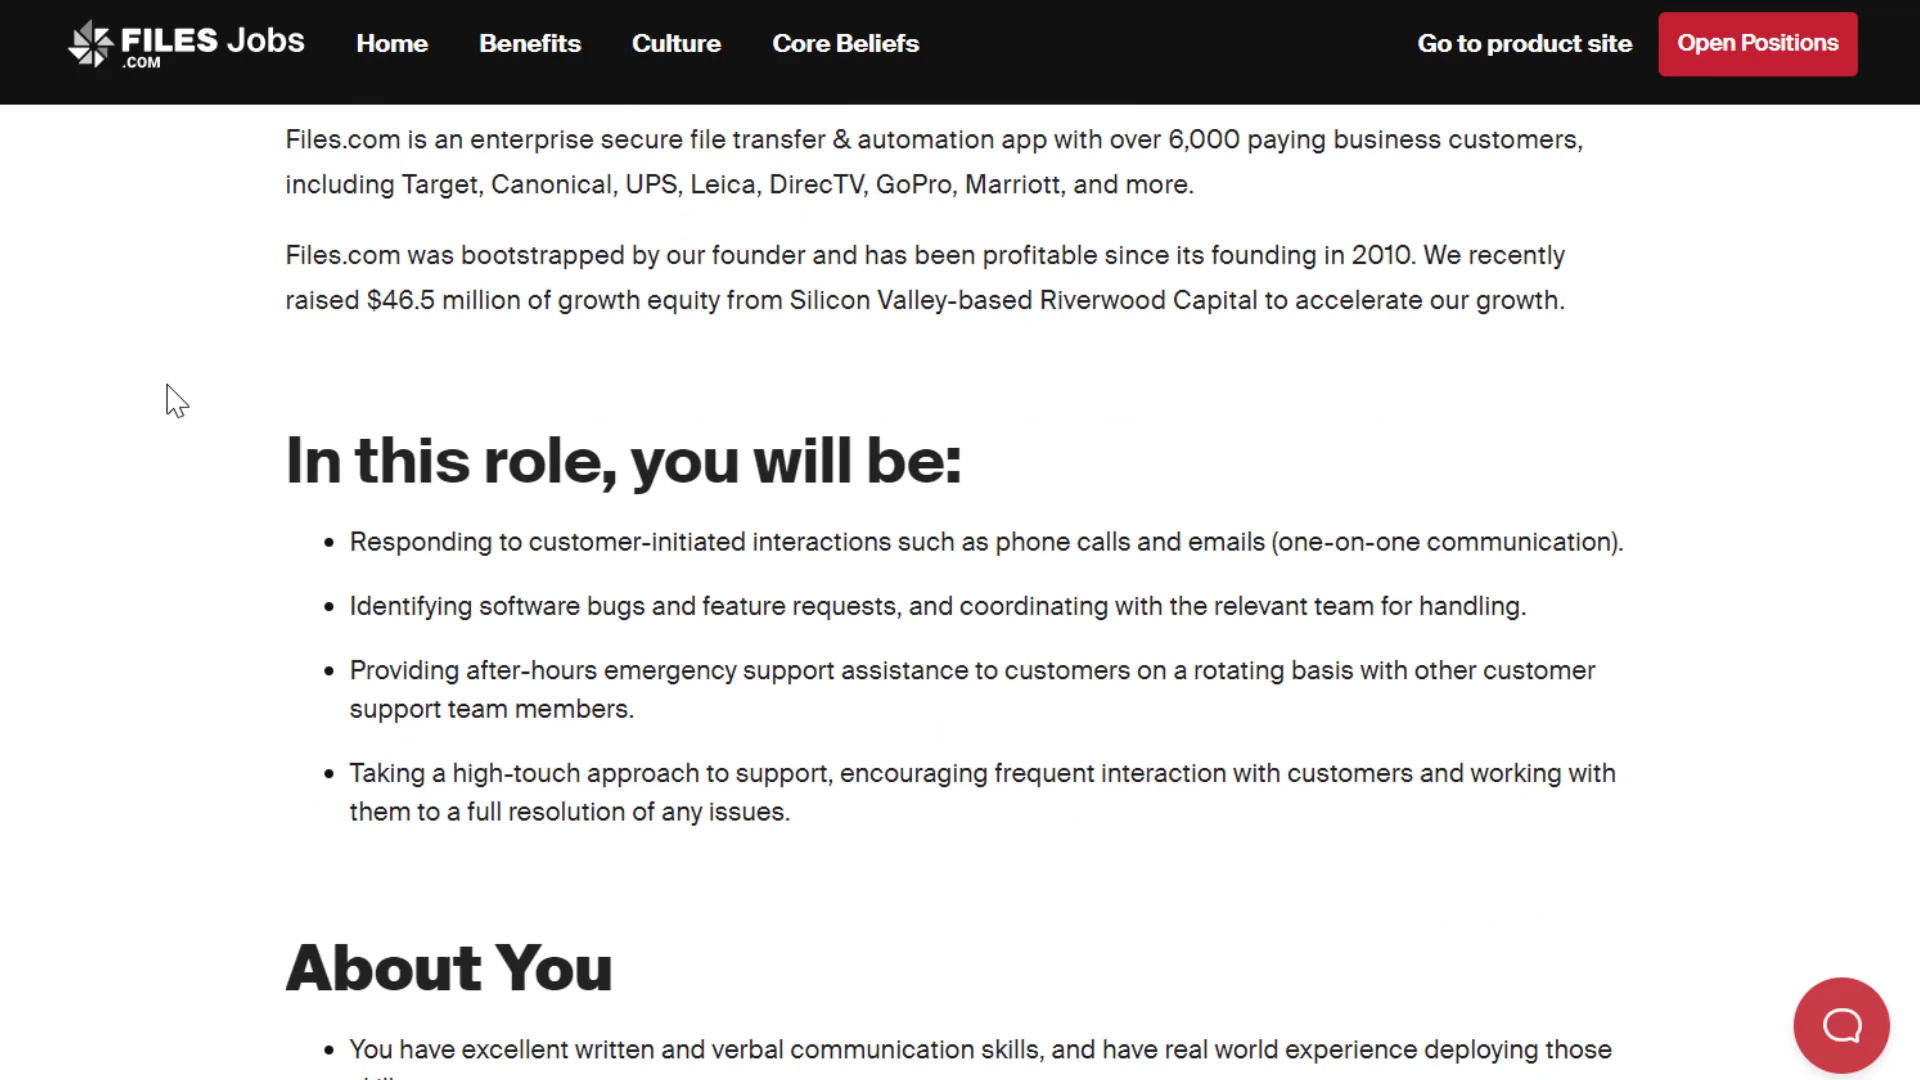 FILES Jobs
.COM
Home
Benefits
Culture
Core Beliefs
Go to product site
Open Positions
Files.com is an enterprise secure file transfer & automation app with over 6,000 paying business customers,
including Target, Canonical, UPS, Leica, DirecTV, GoPro, Marriott, and more.
Files.com was bootstrapped by our founder and has been profitable since its founding in 2010. We recently
raised $46.5 million of growth equity from Silicon Valley-based Riverwood Capital to accelerate our growth.
In this role, you will be:
• Responding to customer-initiated interactions such as phone calls and emails (one-on-one communication).
• Identifying software bugs and feature requests, and coordinating with the relevant team for handling.
• Providing after-hours emergency support assistance to customers on a rotating basis with other customer
support team members.
• Taking a high-touch approach to support, encouraging frequent interaction with customers and working with
them to a full resolution of any issues.
About You
• You have excellent written and verbal communication skills, and have real world experience deploying those